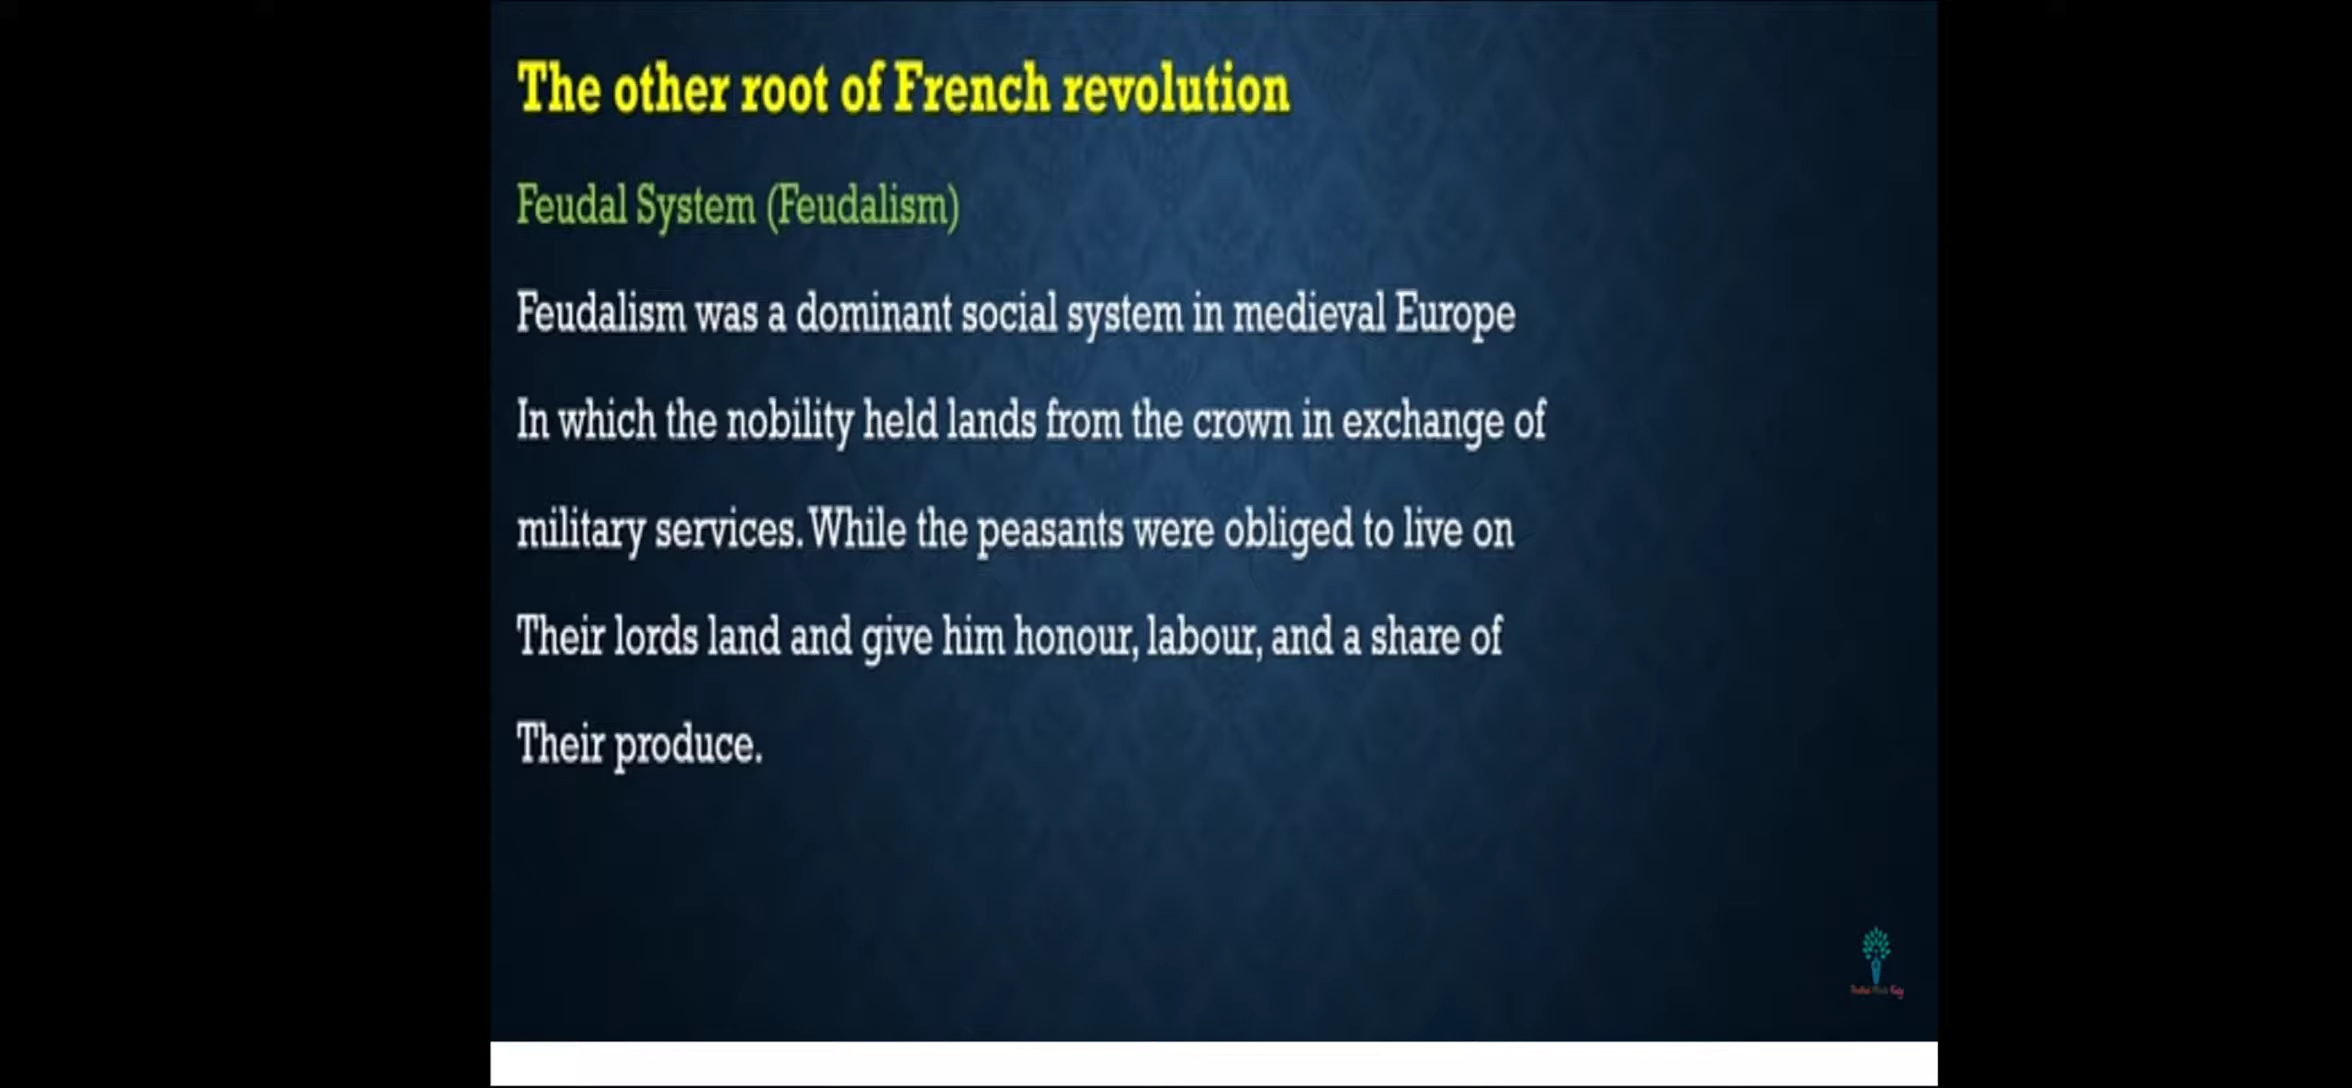 The other root of French revolution
Feudal System (Feudalism)
Feudalism was a dominant social system in medieval Europe
In which the nobility held lands from the crown in exchange of
military services. While the peasants were obliged to live on
Their lords land and give him honour, labour, and a share of
Their produce.